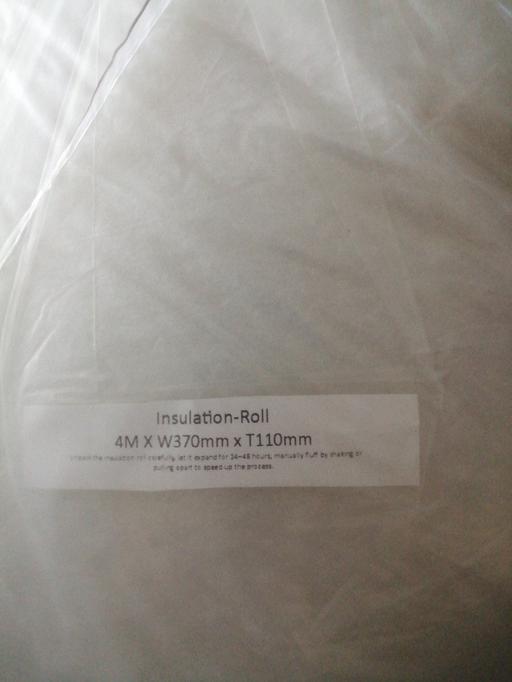 Insulation-Roll
4M X W370mm x T110mm
Unpack the insulation roll carefully, let it expand for 24-48 hours, manually fluff by shaking or
pulling apart to speed up the process.